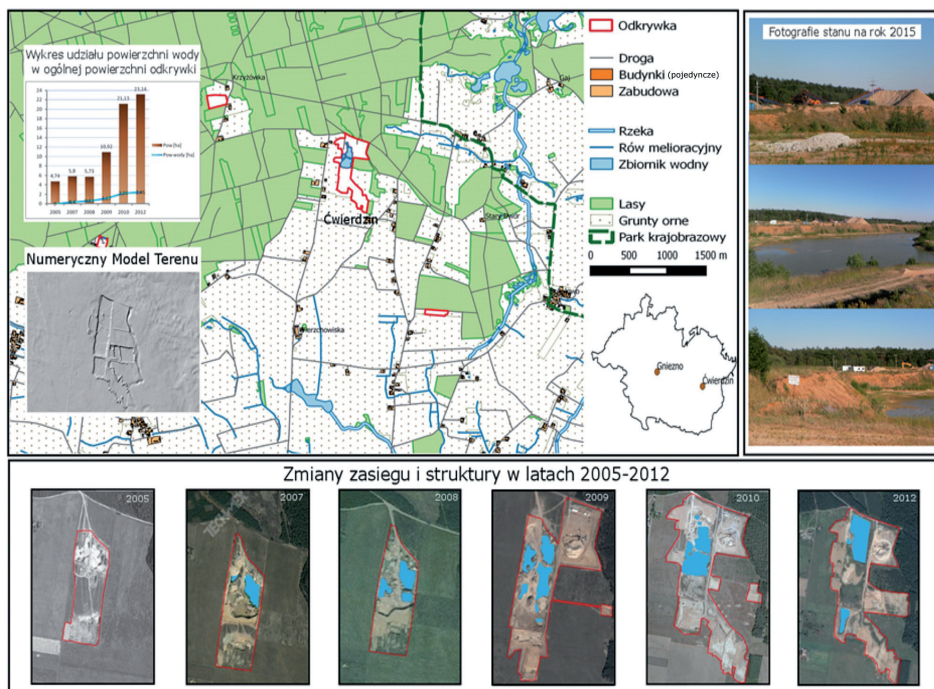 Wykres udziału powierzchni wody
w ogólnej powierzchni odkrywki
24
22
20
18
16
14
12
10
8
6
4
2
0
4,74
5,8
5,73
10,92
21,13
23,14
2005
2007
2008
2009
2010
2012
Pow [ha]
Pow wody [ha]
Numeryczny Model Terenu
Krzyżówka
Gaj
Ćwierdzin
Odkrywka
Droga
Budynki (pojedyncze)
Zabudowa
Rzeka
Rów melioracyjny
Zbiornik wodny
Lasy
Grunty orne
Park krajobrazowy
0 500 1000 1500 m
Gniezno
Ćwierdzin
Fotografie stanu na rok 2015
Zmiany zasiegu i struktury w latach 2005-2012
2005
2007
2008
2009
2010
2012